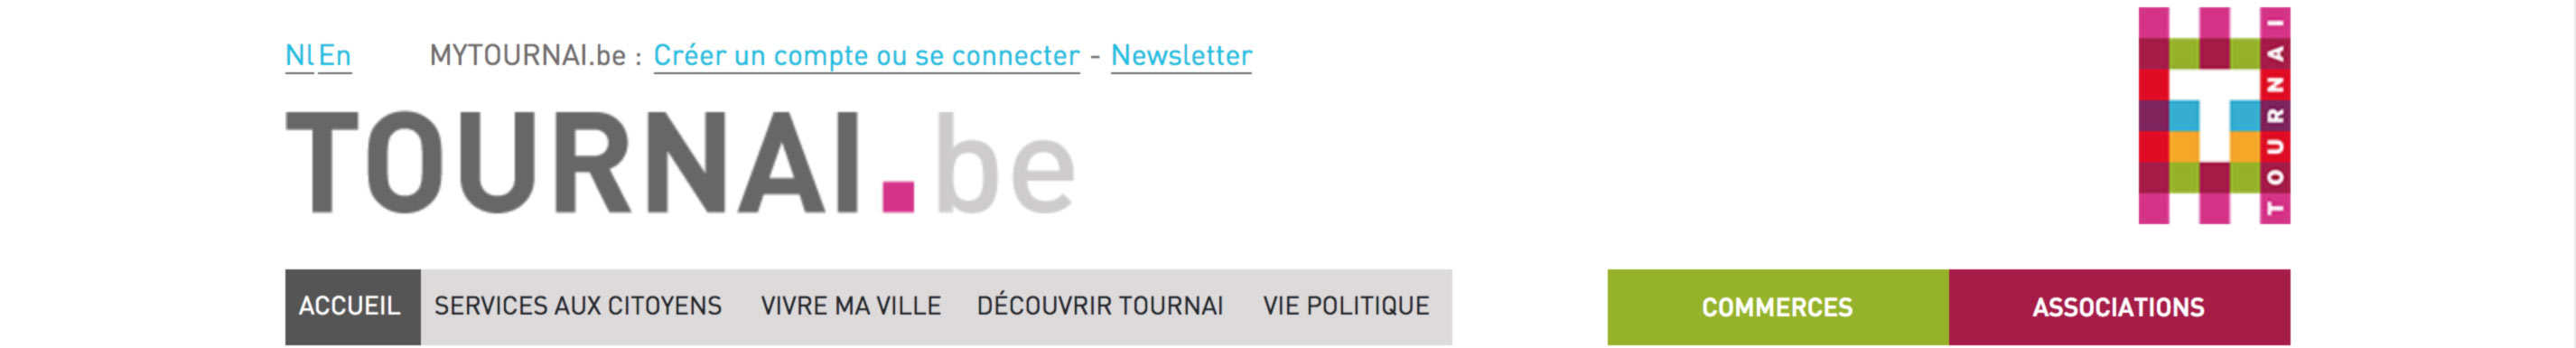 Nl En MYTOURNAI.be : Créer un compte ou se connecter - Newsletter
TOURNAI.be
TOURNAI
ACCUEIL SERVICES AUX CITOYENS VIVRE MA VILLE DÉCOUVRIR TOURNAI VIE POLITIQUE COMMERCES ASSOCIATIONS